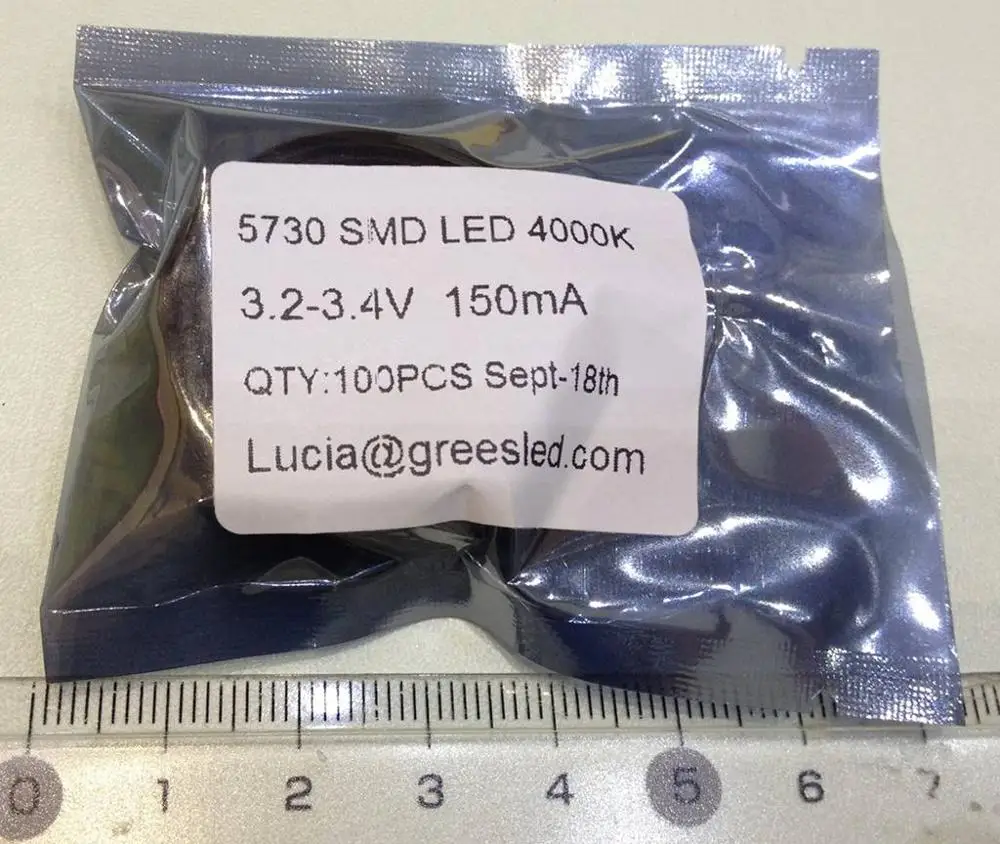 5730 SMD LED 4000K
3.2-3.4V 150mA
QTY:100PCS Sept-18th
Lucia@greesled.com
0 1 2 3 4 5 6 7